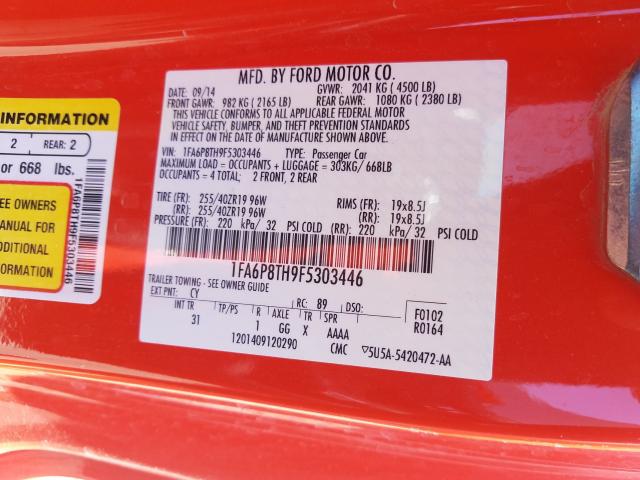 MFD. BY FORD MOTOR CO.
DATE: 09/14 GVWR: 2041 KG ( 4500 LB)
FRONT GAWR: 982 KG ( 2165 LB) REAR GAWR: 1080 KG ( 2380 LB)
THIS VEHICLE CONFORMS TO ALL APPLICABLE FEDERAL MOTOR
VEHICLE SAFETY, BUMPER, AND THEFT PREVENTION STANDARDS
IN EFFECT ON THE DATE OF MANUFACTURE SHOWN ABOVE.
VIN: 1FA6P8TH9F5303446 TYPE: Passenger Car
MAXIMUM LOAD = OCCUPANTS + LUGGAGE = 303KG/ 668LB
OCCUPANTS = 4 TOTAL; 2 FRONT, 2 REAR
TIRE (FR): 255/40ZR19 96W RIMS (FR): 19x8.5J
(RR): 255/40ZR19 96W (RR): 19x8.5J
PRESSURE (FR): 220 kPa/ 32 PSI COLD (RR): 220 kPa/ 32 PSI COLD
1FA6P8TH9F5303446
TRAILER TOWING - SEE OWNER GUIDE
EXT PNT: CY RC: 89 DSO: F0102
INT TR TP/PS R AXLE TR SPR R0164
31 1 GG X AAAA
1201409120290 CMC 5U5A-5420472-AA
INFORMATION
2 REAR: 2
or 668 lbs.
EE OWNERS
MANUAL FOR
DITIONAL
ORMATION
1FA6P8TH9F5303446